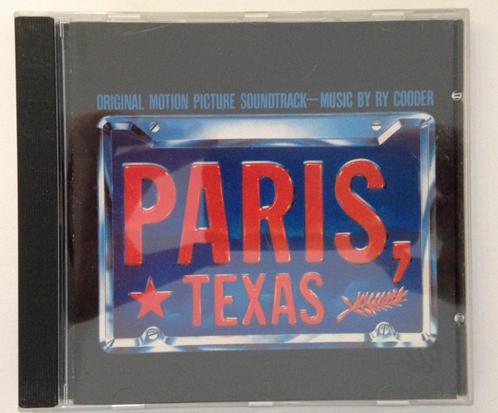 ORIGINAL MOTION PICTURE SOUNDTRACK—MUSIC BY RY COODER
PARIS,
TEXAS